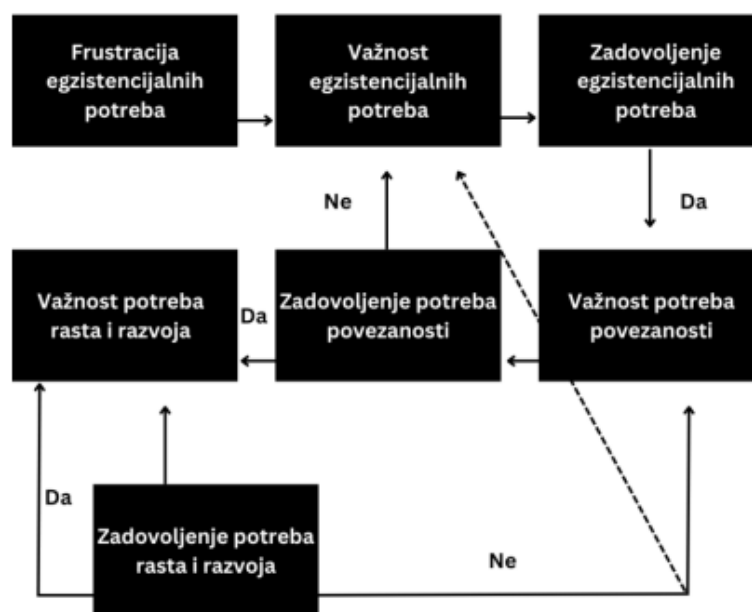 Frustracija
egzistencijalnih
potreba
Važnost
egzistencijalnih
potreba
Zadovoljenje
egzistencijalnih
potreba
Ne
Da
Važnost potreba
rasta i razvoja
Da
Zadovoljenje potreba
povezanosti
Važnost potreba
povezanosti
Da
Zadovoljenje potreba
rasta i razvoja
Ne